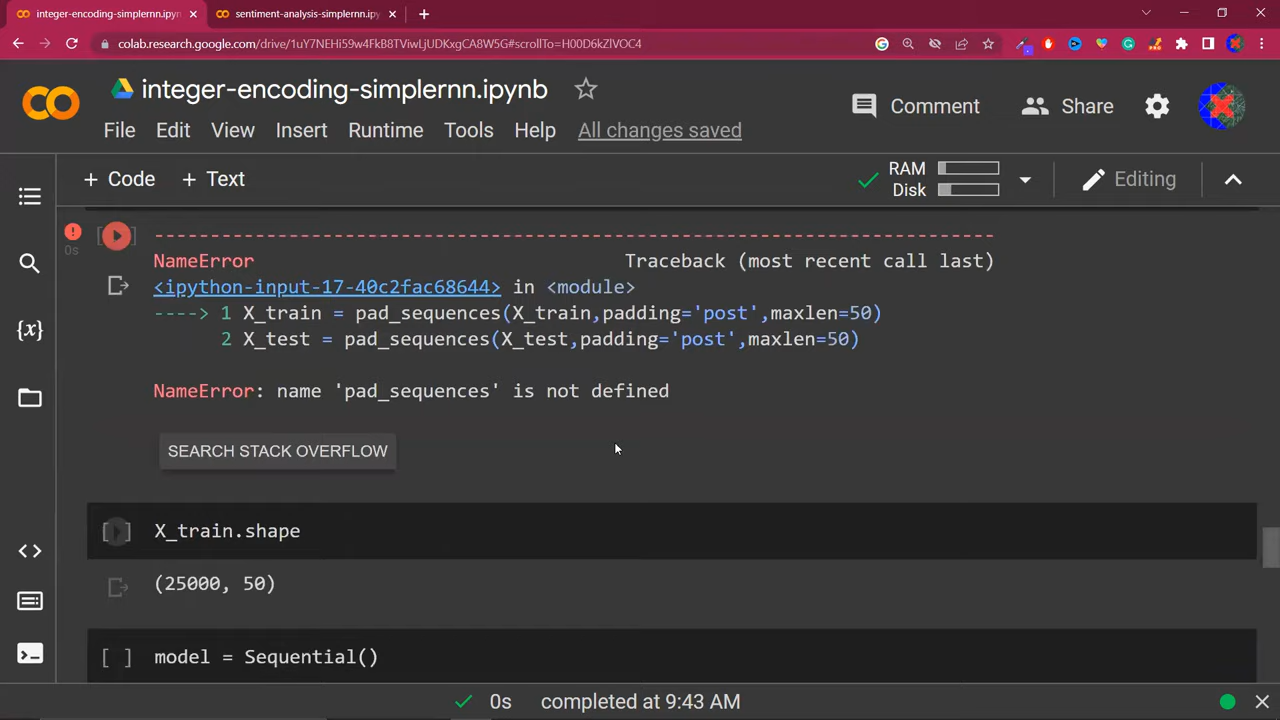 integer-encoding-simplernn.ipyn
sentiment-analysis-simplernn.ipy
colab.research.google.com/drive/1uY7NEHi59w4FkB8TViwLjUDKxgCA8W5G#scrollTo=H00D6kZlVOC4
integer-encoding-simplernn.ipynb
Comment
Share
File Edit View Insert Runtime Tools Help All changes saved
+ Code + Text
RAM
Disk
Editing
NameError Traceback (most recent call last)
0s
<ipython-input-17-40c2fac68644> in <module>
----> 1 X_train = pad_sequences(X_train,padding='post',maxlen=50)
2 X_test = pad_sequences(X_test,padding='post',maxlen=50)
NameError: name 'pad_sequences' is not defined
SEARCH STACK OVERFLOW
[ ] X_train.shape
(25000, 50)
[ ] model = Sequential()
0s completed at 9:43 AM